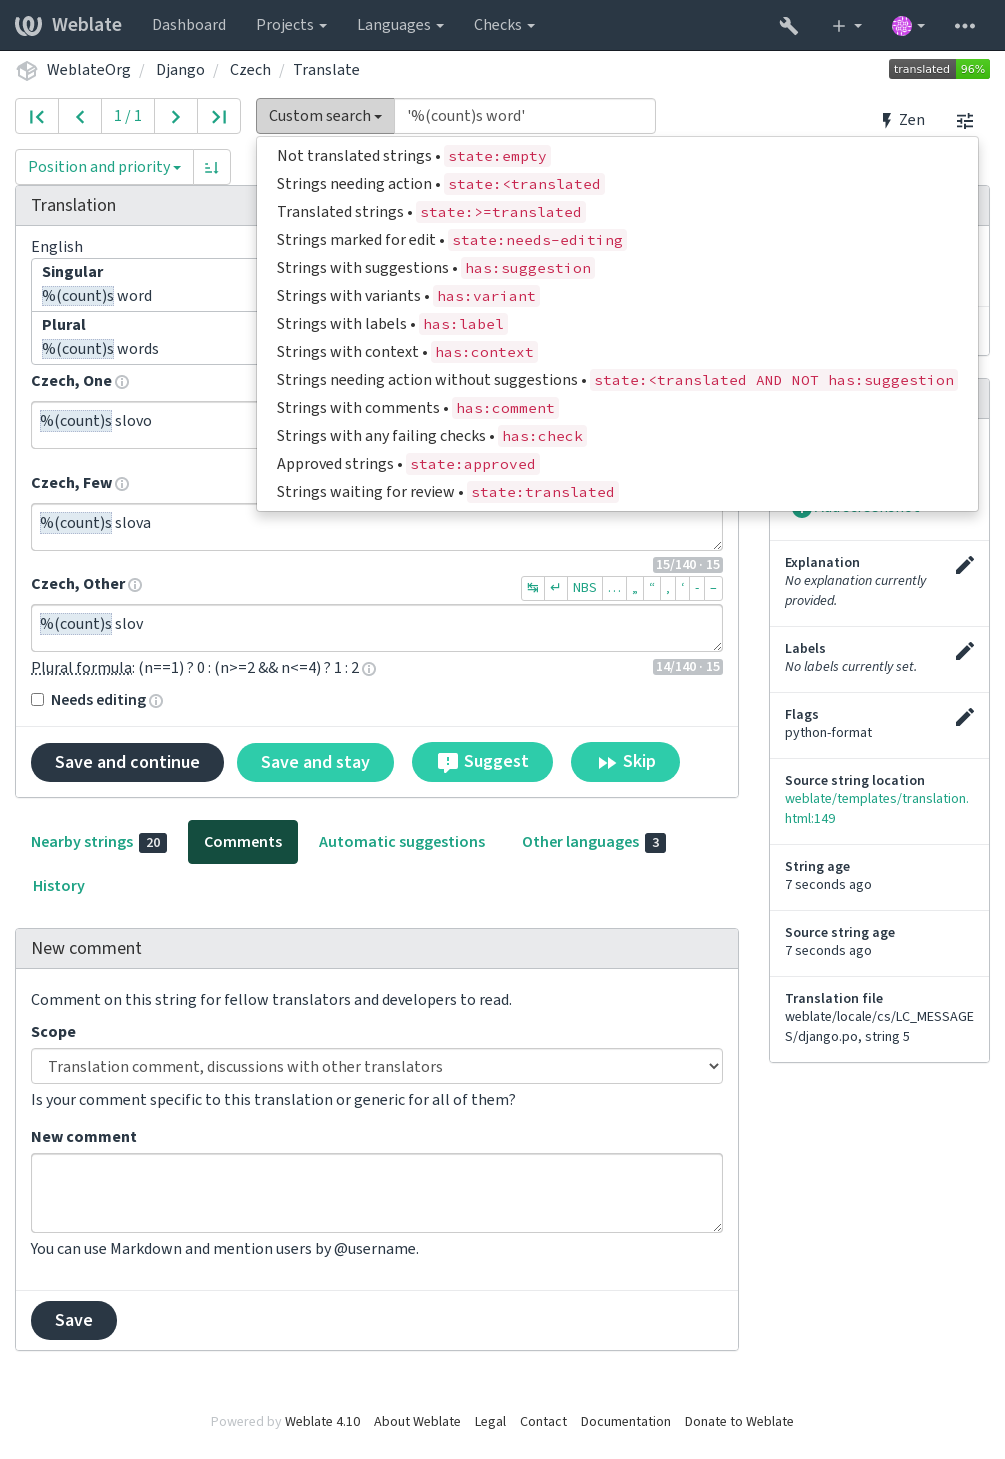 Weblate Dashboard Projects Languages Checks
WeblateOrg / Django / Czech / Translate
translated 96%
1 / 1
Custom search '%(count)s word'
Zen
Position and priority
Not translated strings • state:empty
Strings needing action • state:<translated
Translated strings • state:>=translated
Strings marked for edit • state:needs-editing
Strings with suggestions • has:suggestion
Strings with variants • has:variant
Strings with labels • has:label
Strings with context • has:context
Strings needing action without suggestions • state:<translated AND NOT has:suggestion
Strings with comments • has:comment
Strings with any failing checks • has:check
Approved strings • state:approved
Strings waiting for review • state:translated
Translation
English
Singular
%(count)s word
Plural
%(count)s words
Czech, One
%(count)s slovo
Czech, Few
%(count)s slova
15/140 · 15
Czech, Other
↹ ↵ NBS … „ “ ‚ ‘ - –
%(count)s slov
Plural formula: (n==1) ? 0 : (n>=2 && n<=4) ? 1 : 2
14/140 · 15
Needs editing
Save and continue
Save and stay
Suggest
Skip
Explanation
No explanation currently
provided.
Labels
No labels currently set.
Flags
python-format
Source string location
weblate/templates/translation.
html:149
String age
7 seconds ago
Source string age
7 seconds ago
Translation file
weblate/locale/cs/LC_MESSAGE
S/django.po, string 5
Nearby strings 20
Comments
Automatic suggestions
Other languages 3
History
New comment
Comment on this string for fellow translators and developers to read.
Scope
Translation comment, discussions with other translators
Is your comment specific to this translation or generic for all of them?
New comment
You can use Markdown and mention users by @username.
Save
Powered by Weblate 4.10 About Weblate Legal Contact Documentation Donate to Weblate